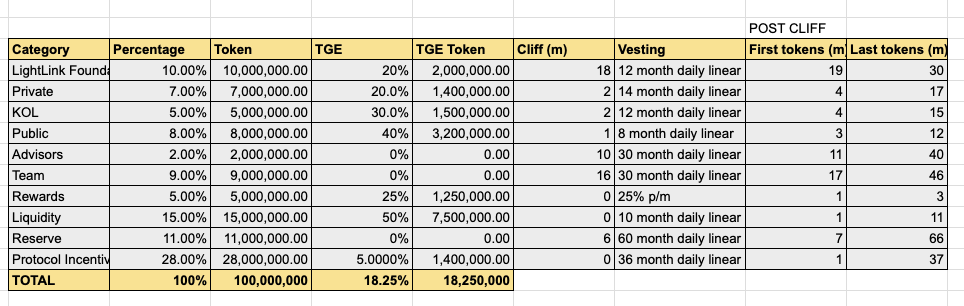 POST CLIFF
Category Percentage Token TGE TGE Token Cliff (m) Vesting First tokens (m) Last tokens (m)
LightLink Founda 10.00% 10,000,000.00 20% 2,000,000.00 18 12 month daily linear 19 30
Private 7.00% 7,000,000.00 20.0% 1,400,000.00 2 14 month daily linear 4 17
KOL 5.00% 5,000,000.00 30.0% 1,500,000.00 2 12 month daily linear 4 15
Public 8.00% 8,000,000.00 40% 3,200,000.00 1 8 month daily linear 3 12
Advisors 2.00% 2,000,000.00 0% 0.00 10 30 month daily linear 11 40
Team 9.00% 9,000,000.00 0% 0.00 16 30 month daily linear 17 46
Rewards 5.00% 5,000,000.00 25% 1,250,000.00 0 25% p/m 1 3
Liquidity 15.00% 15,000,000.00 50% 7,500,000.00 0 10 month daily linear 1 11
Reserve 11.00% 11,000,000.00 0% 0.00 6 60 month daily linear 7 66
Protocol Incentiv 28.00% 28,000,000.00 5.0000% 1,400,000.00 0 36 month daily linear 1 37
TOTAL 100% 100,000,000 18.25% 18,250,000